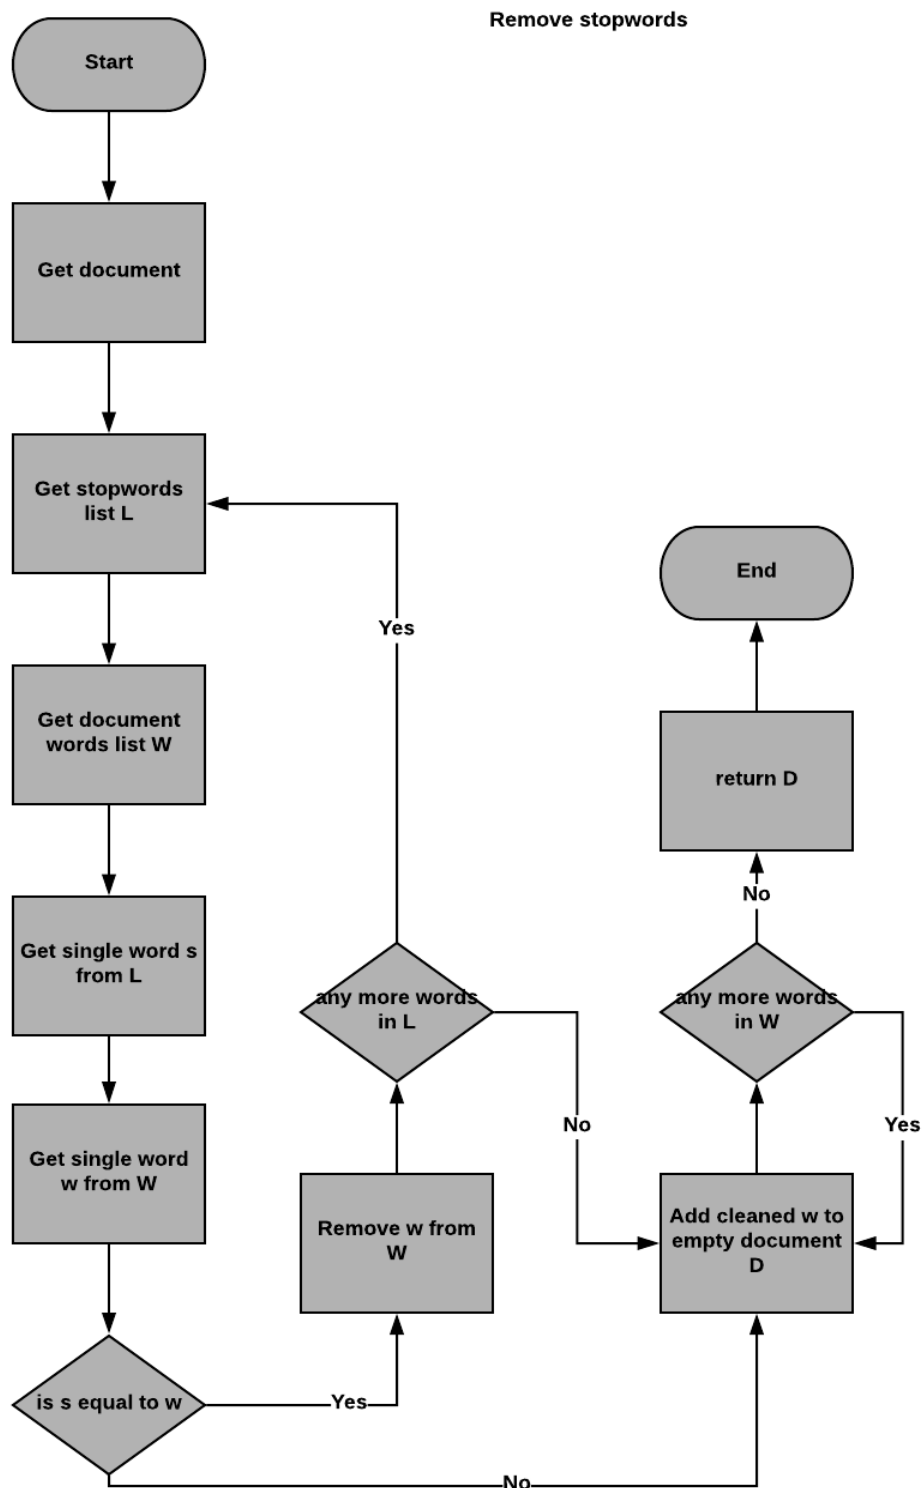 Remove stopwords
Start
Get document
Get stopwords
list L
Get document
words list W
Get single word s
from L
Get single word
w from W
is s equal to w
Yes
Remove w from
W
any more words
in L
Yes
No
No
Add cleaned w to
empty document
D
any more words
in W
Yes
No
return D
End